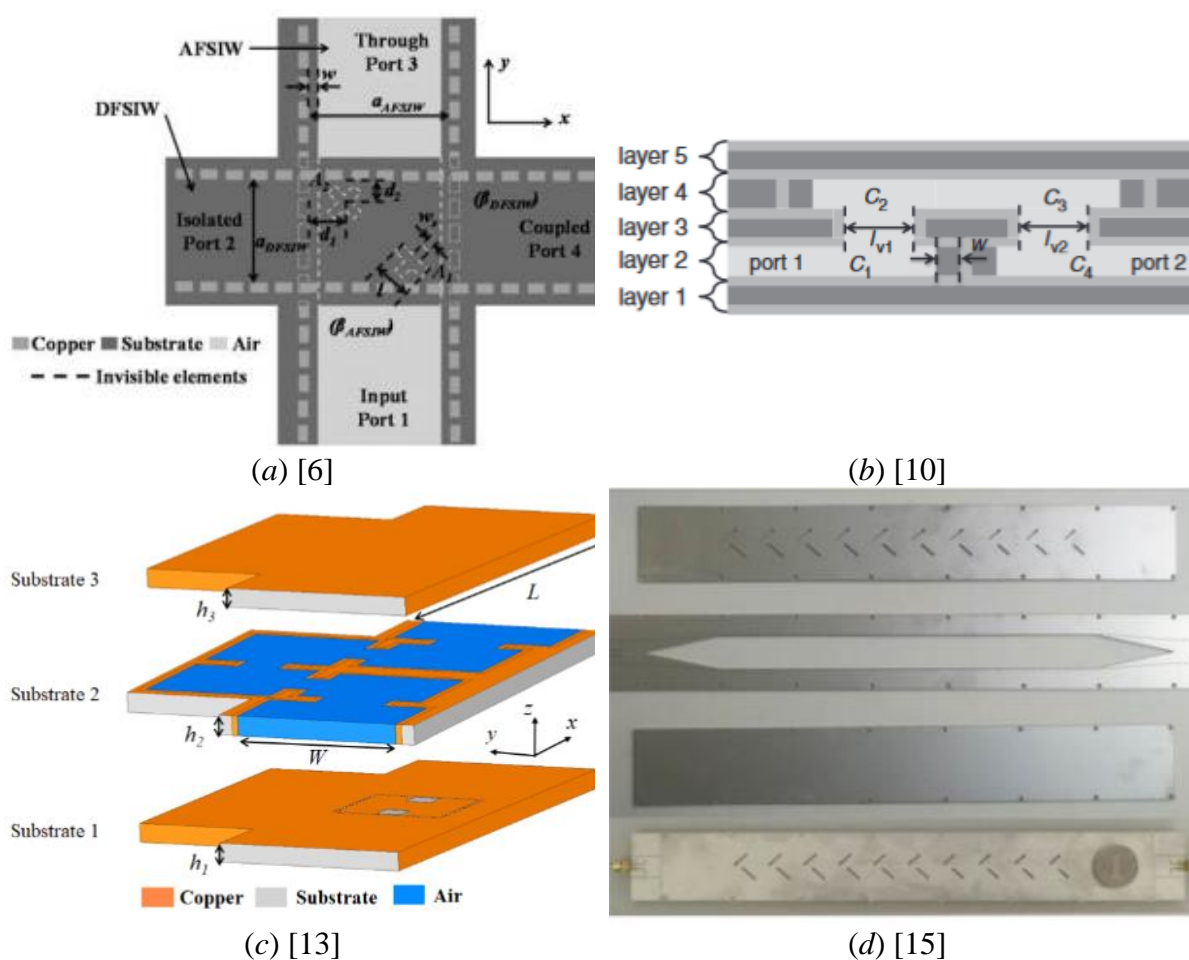 AFSIW
Through
Port 3
w
y
a_AFSIW
x
DFSIW
A₂
d₂
(β_DFSIW)
Isolated
Port 2
a_DFSIW
d₁
wₛ
Coupled
Port 4
l
A₁
(β_AFSIW)
Copper Substrate Air
Invisible elements
Input
Port 1
(a) [6]
layer 5
layer 4
C₂ C₃
layer 3
l_v1 w l_v2
layer 2
port 1 C₁ C₄ port 2
layer 1
(b) [10]
Substrate 3
h₃
L
Substrate 2
h₂
W
z
y x
Substrate 1
h₁
Copper Substrate Air
(c) [13]
(d) [15]